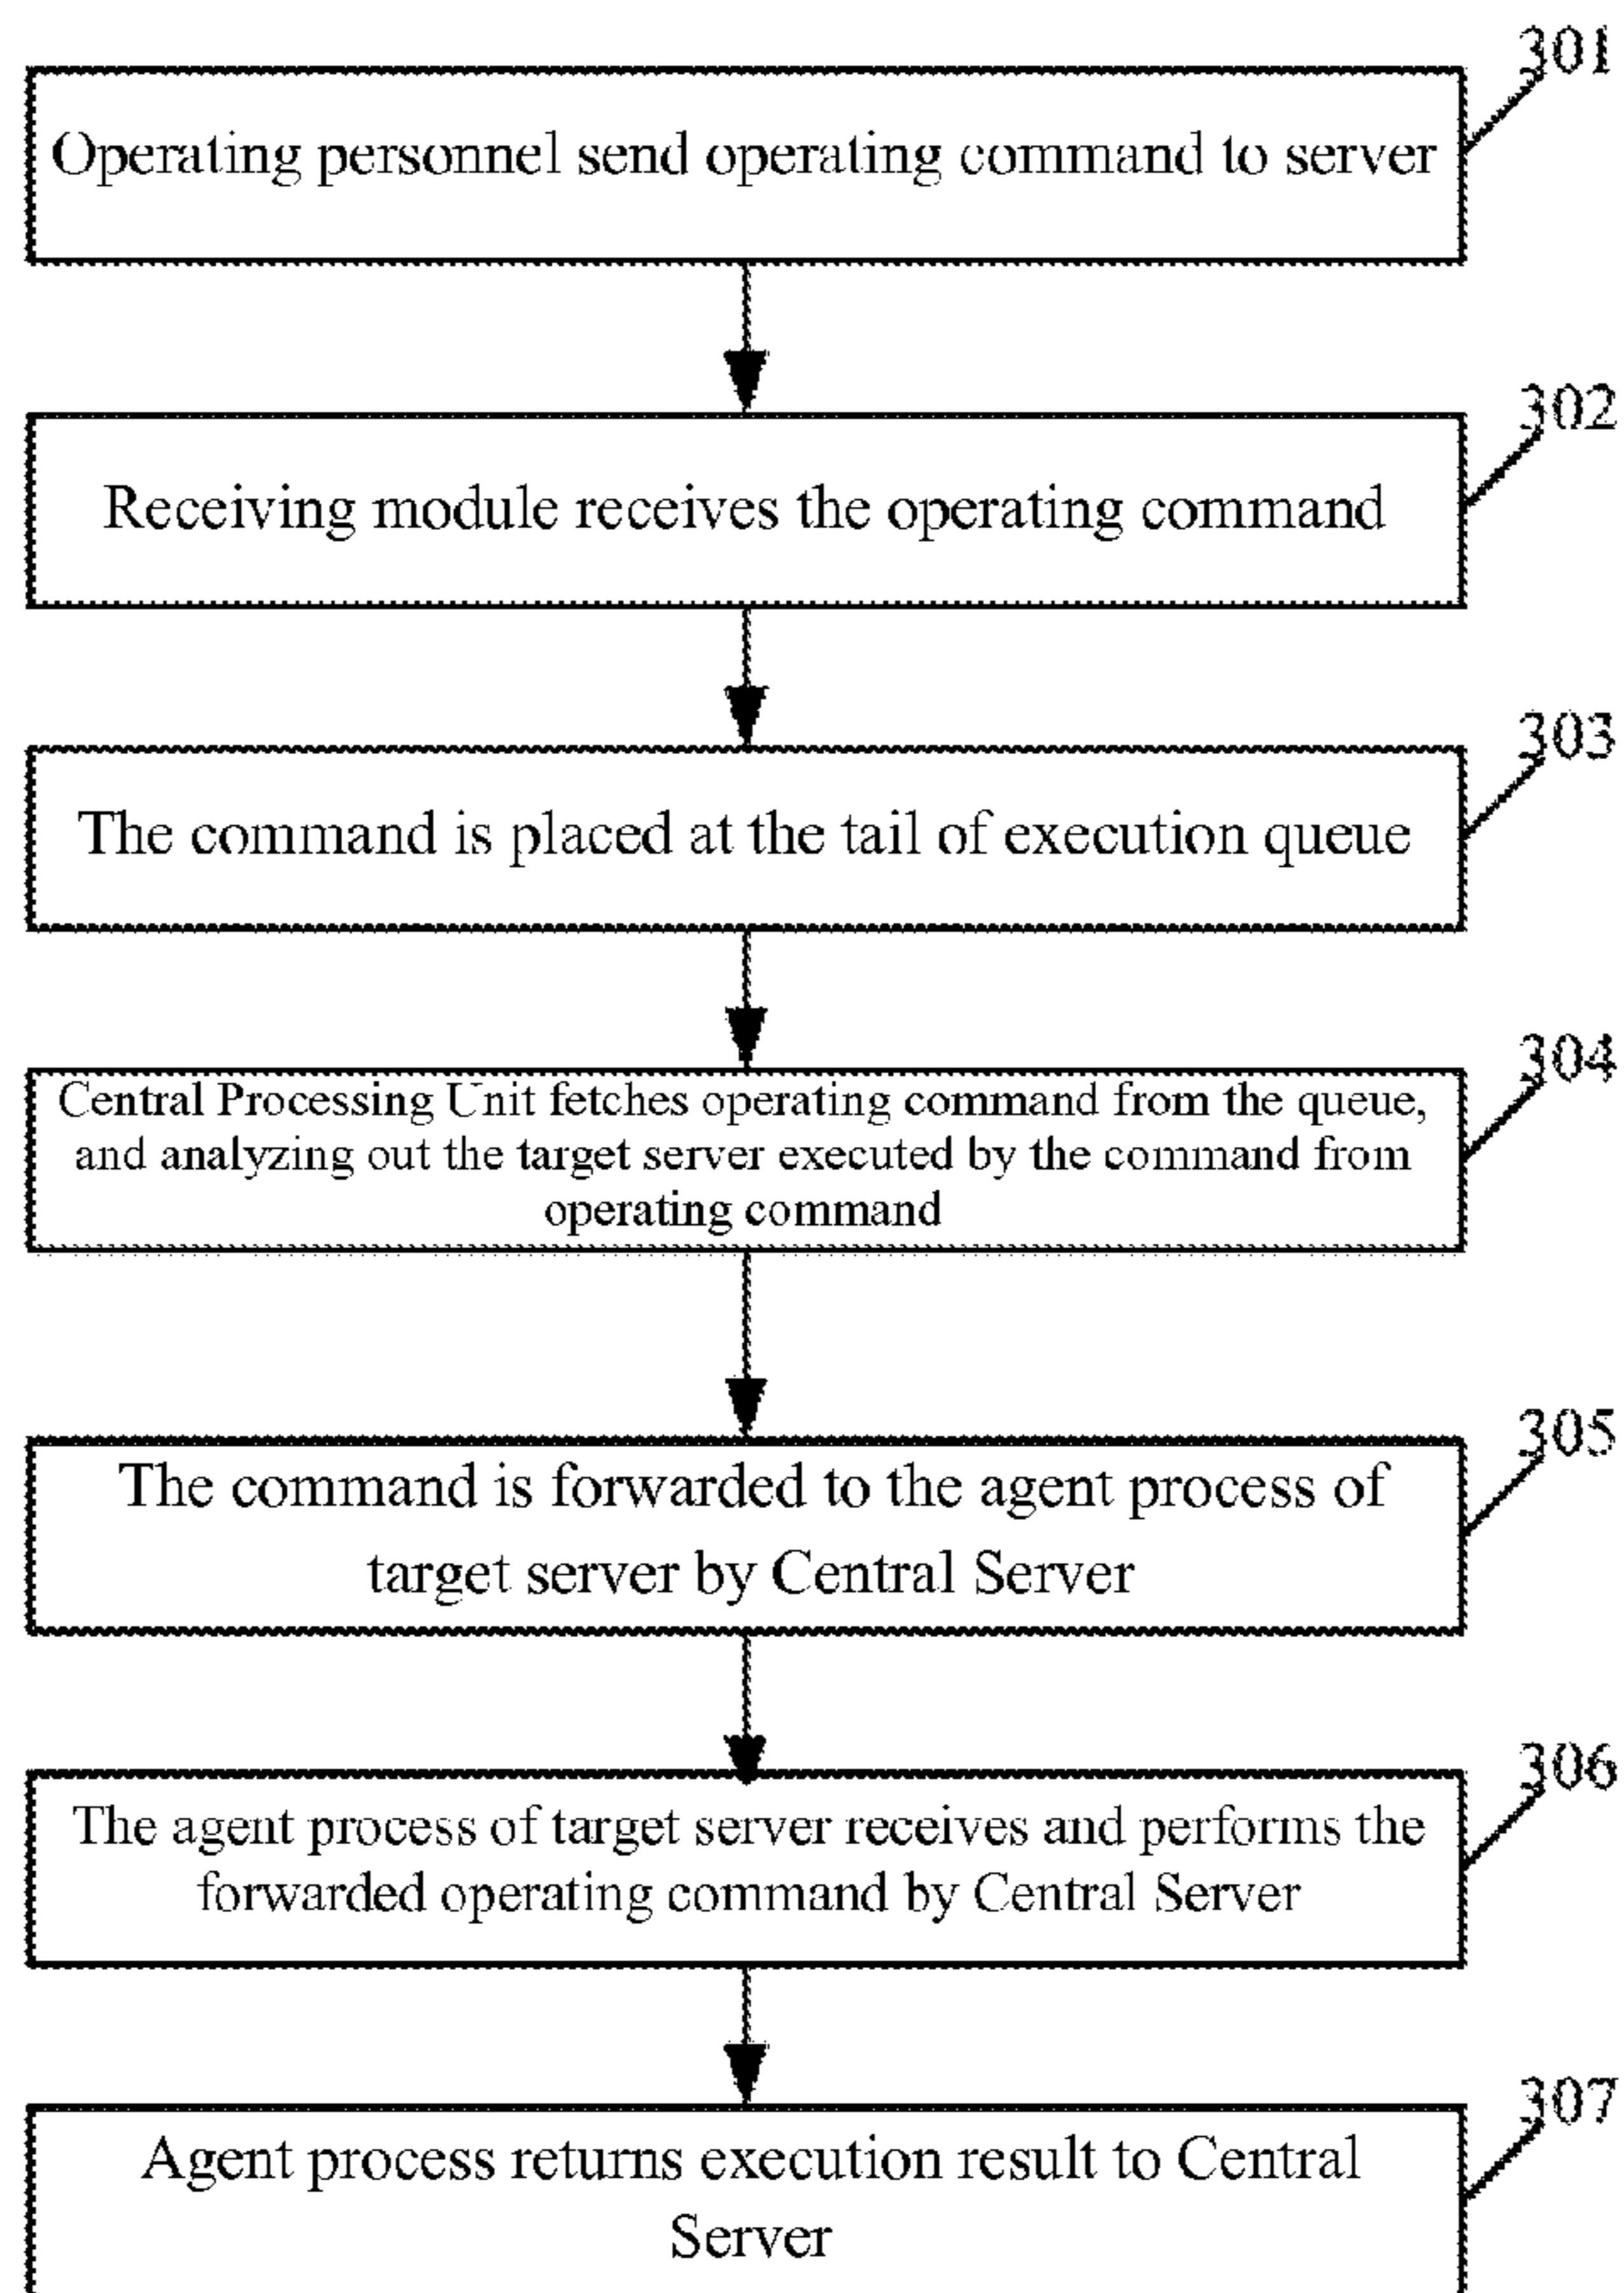 301
Operating personnel send operating command to server
302
Receiving module receives the operating command
303
The command is placed at the tail of execution queue
304
Central Processing Unit fetches operating command from the queue,
and analyzing out the target server executed by the command from
operating command
305
The command is forwarded to the agent process of
target server by Central Server
306
The agent process of target server receives and performs the
forwarded operating command by Central Server
307
Agent process returns execution result to Central
Server